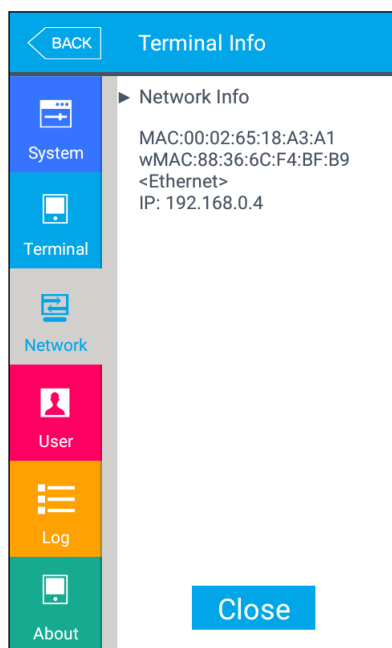 BACK
Terminal Info
System
Terminal
Network
User
Log
About
► Network Info
MAC:00:02:65:18:A3:A1
wMAC:88:36:6C:F4:BF:B9
<Ethernet>
IP: 192.168.0.4
Close